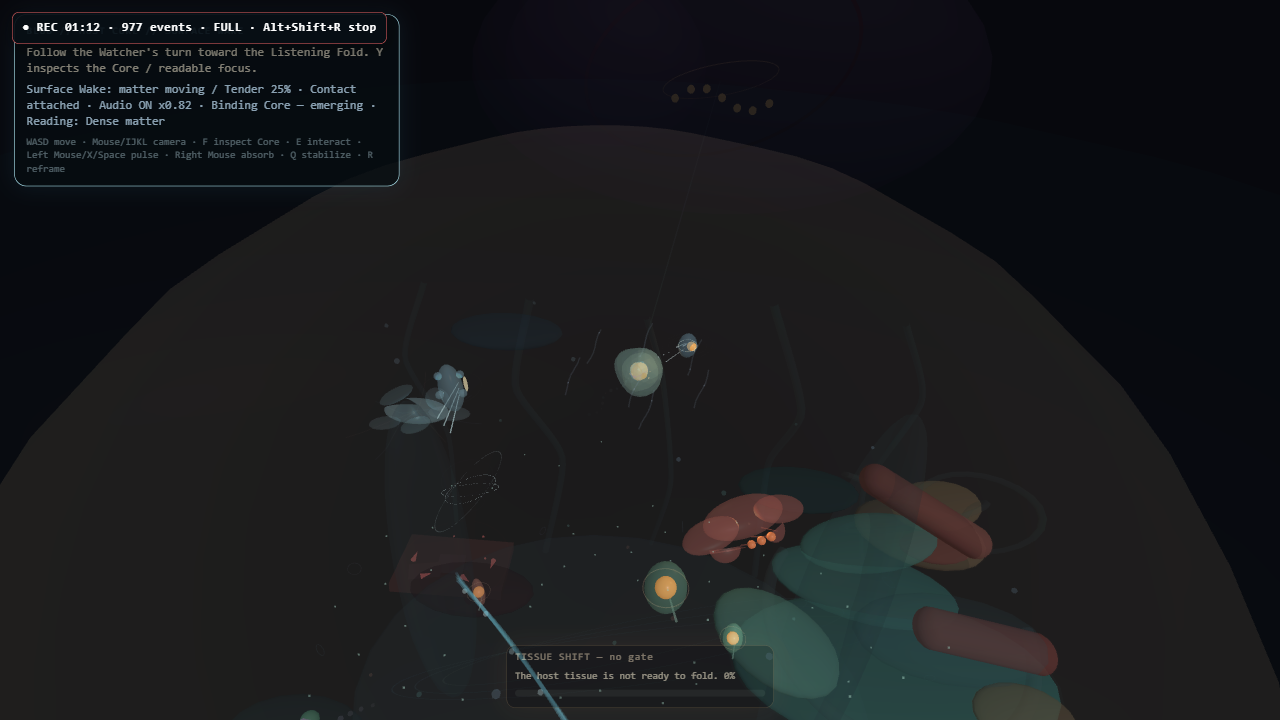 ● REC 01:12 · 977 events · FULL · Alt+Shift+R stop
Follow the Watcher's turn toward the Listening Fold. Y
inspects the Core / readable focus.
Surface Wake: matter moving / Tender 25% · Contact
attached · Audio ON x0.82 · Binding Core — emerging ·
Reading: Dense matter
WASD move · Mouse/IJKL camera · F inspect Core · E interact ·
Left Mouse/X/Space pulse · Right Mouse absorb · Q stabilize · R
reframe
TISSUE SHIFT — no gate
The host tissue is not ready to fold. 0%